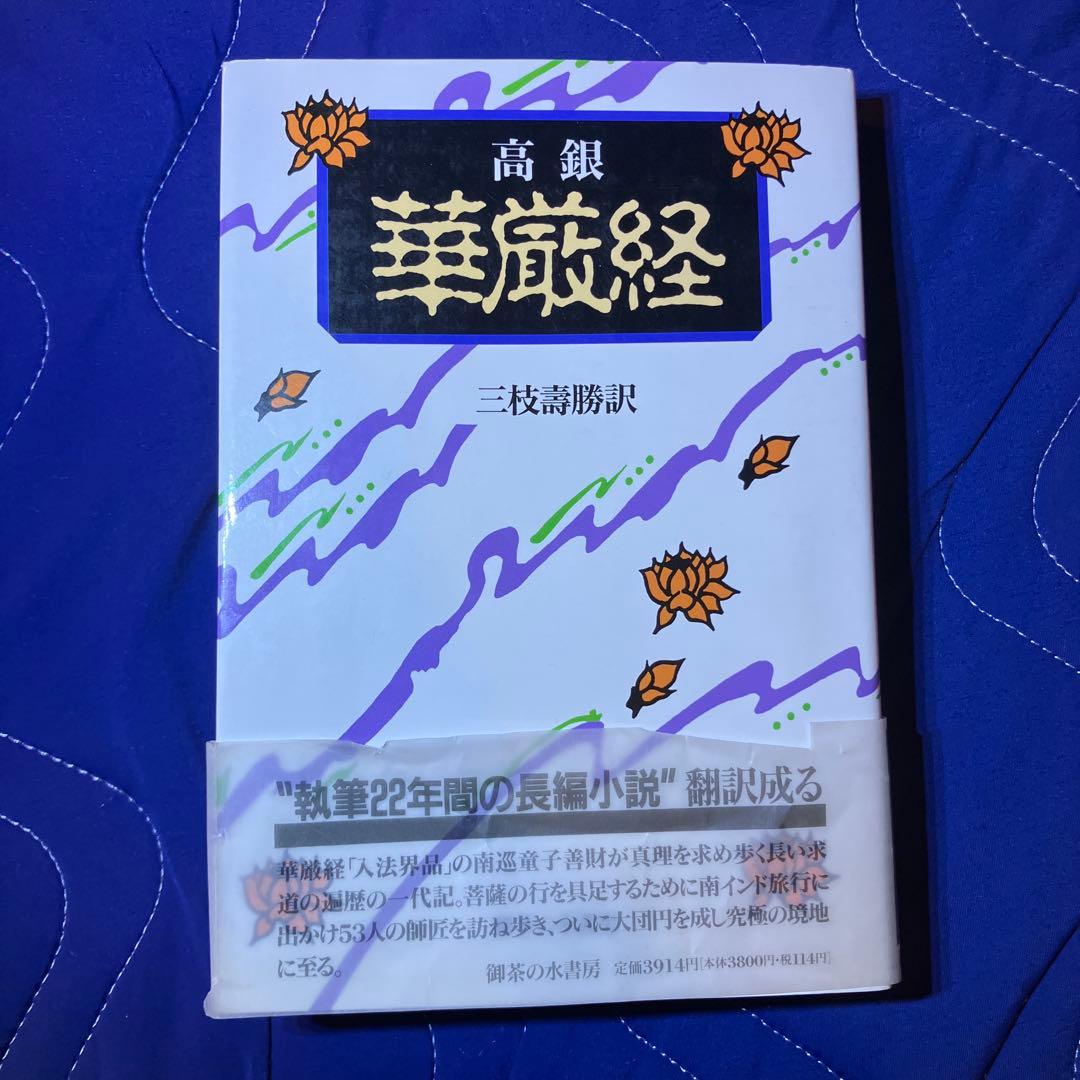 高銀
華厳経
三枝壽勝訳
"執筆22年間の長編小説" 翻訳成る
華厳経「入法界品」の南巡童子善財が真理を求め歩く長い求
道の遍歴の一代記。菩薩の行を具足するために南インド旅行に
出かけ53人の師匠を訪ね歩き、ついに大団円を成し究極の境地
に至る。
御茶の水書房 定価3914円[本体3800円・税114円]